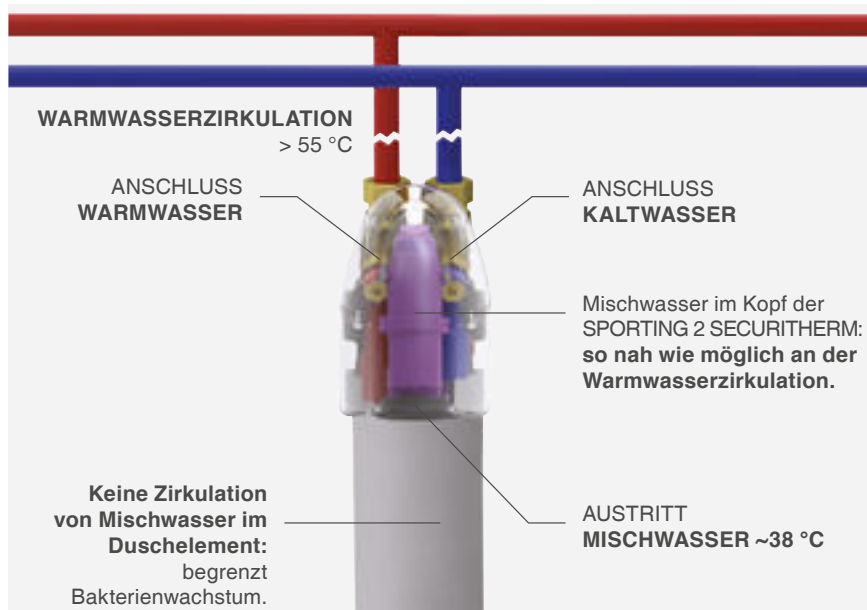 WARMWASSERZIRKULATION
> 55 °C
ANSCHLUSS
WARMWASSER
ANSCHLUSS
KALTWASSER
Mischwasser im Kopf der
SPORTING 2 SECURITHERM:
so nah wie möglich an der
Warmwasserzirkulation.
Keine Zirkulation
von Mischwasser im
Duschelement:
begrenzt
Bakterienwachstum.
AUSTRITT
MISCHWASSER ~38 °C